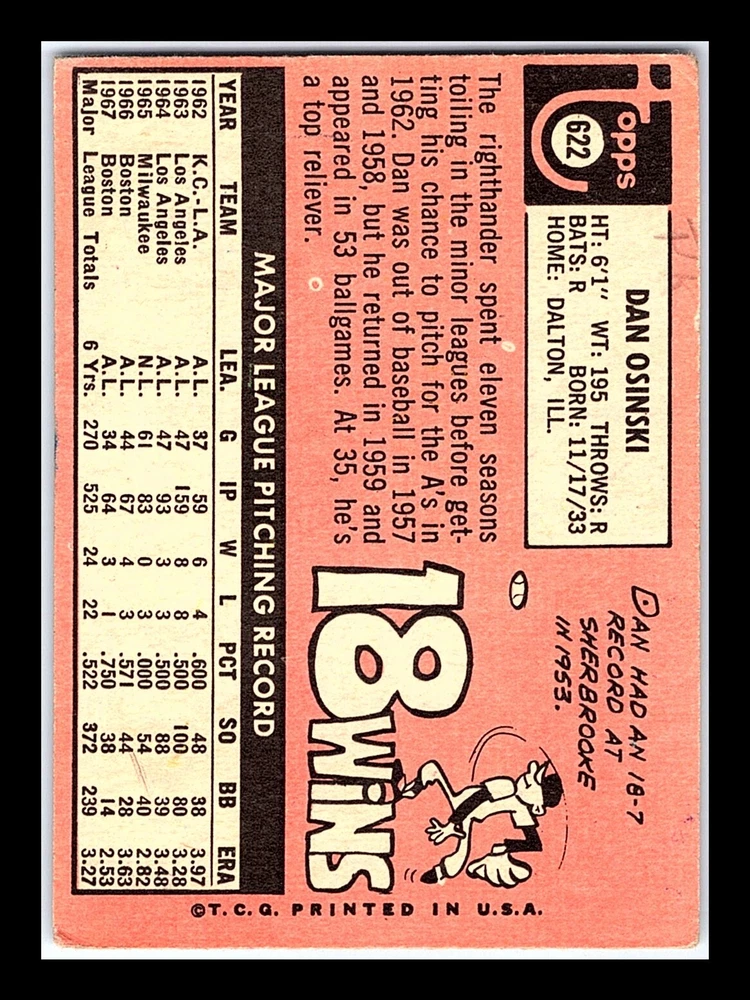 Topps
622
DAN OSINSKI
HT: 6'1" WT: 195 THROWS: R
BATS: R BORN: 11/17/33
HOME: DALTON, ILL.
The righthander spent eleven seasons
toiling in the minor leagues before get-
ting his chance to pitch for the A's in
1962. Dan was out of baseball in 1957
and 1958, but he returned in 1959 and
appeared in 53 ballgames. At 35, he's
a top reliever.
DAN HAD AN 18-7
RECORD AT
SHERBROOKE
IN 1953.
18 WINS
MAJOR LEAGUE PITCHING RECORD
YEAR TEAM LEA. G IP W L PCT SO BB ERA
1962 K.C.-L.A. A.L. 37 59 6 4 .600 48 38 3.97
1963 Los Angeles A.L. 47 159 8 8 .500 100 80 3.28
1964 Los Angeles A.L. 47 93 3 3 .500 88 39 3.48
1965 Milwaukee N.L. 61 83 0 3 .000 54 40 2.82
1966 Boston A.L. 44 67 4 3 .571 44 28 3.63
1967 Boston A.L. 34 64 3 1 .750 38 14 2.53
Major League Totals 6 Yrs. 270 525 24 22 .522 372 239 3.27
©T.C.G. PRINTED IN U.S.A.